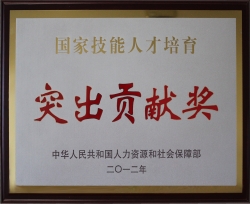 国家技能人才培育
突出贡献奖
中华人民共和国人力资源和社会保障部
二〇一二年